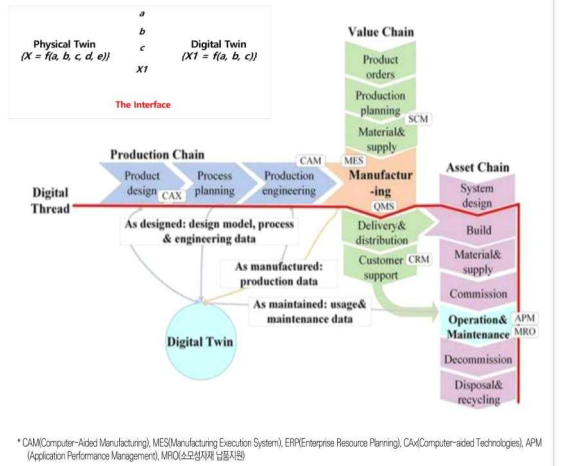 a
b
c
X1
Physical Twin
(X = f(a, b, c, d, e))
Digital Twin
(X1 = f(a, b, c))
The Interface
Value Chain
Product
orders
Production
planning
SCM
Material&
supply
Production Chain
CAM
MES
Product
design
CAX
Process
planning
Production
engineering
Manufactur
-ing
QMS
Asset Chain
System
design
Digital
Thread
As designed: design model, process
& engineering data
Delivery&
distribution
Build
As manufactured:
production data
Customer
support
CRM
Material&
supply
As maintained: usage&
maintenance data
Commission
Digital Twin
Operation&
Maintenance
APM
MRO
Decommission
Disposal&
recycling
* CAM(Computer-Aided Manufacturing), MES(Manufacturing Execution System), ERP(Enterprise Resource Planning), CAx(Computer-aided Technologies), APM
(Application Performance Management), MRO(소모성자재 납품지원)